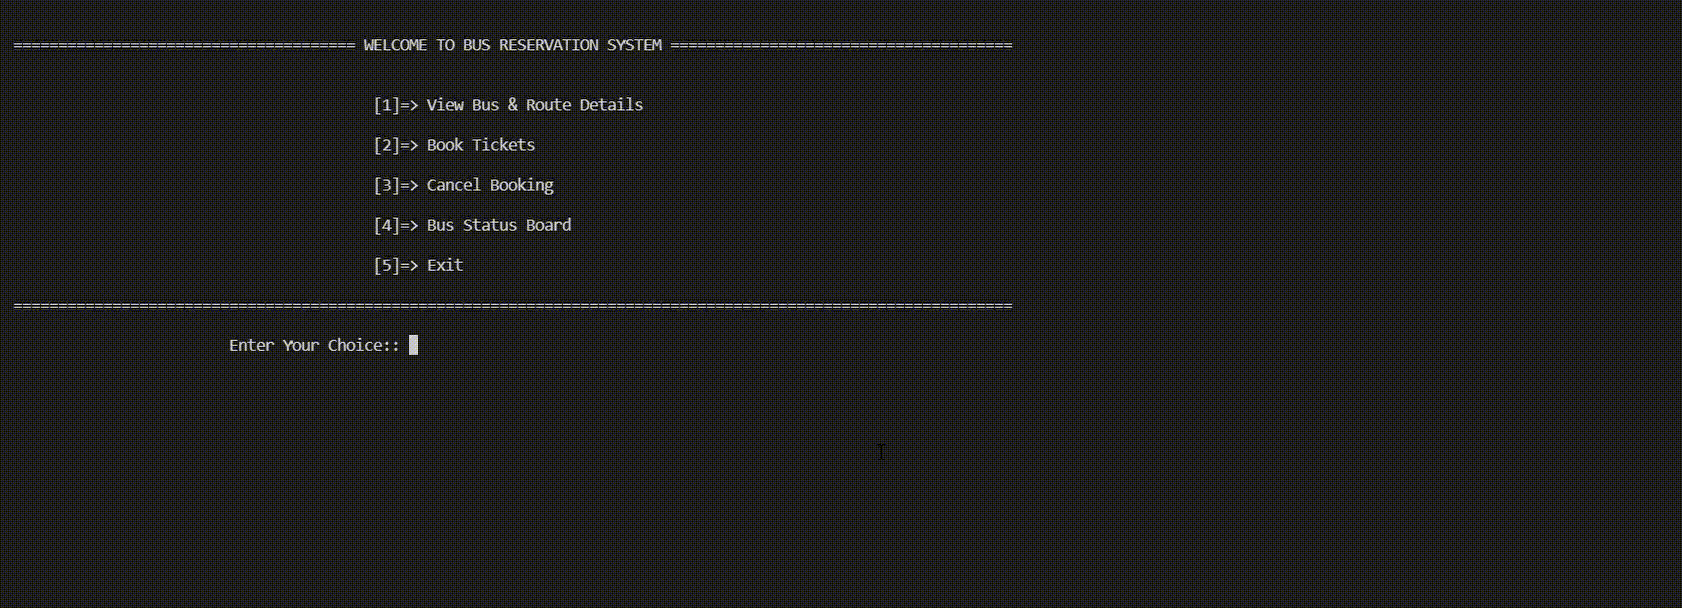 ====================================== WELCOME TO BUS RESERVATION SYSTEM ======================================
[1]=> View Bus & Route Details
[2]=> Book Tickets
[3]=> Cancel Booking
[4]=> Bus Status Board
[5]=> Exit
===============================================================================================================
Enter Your Choice::